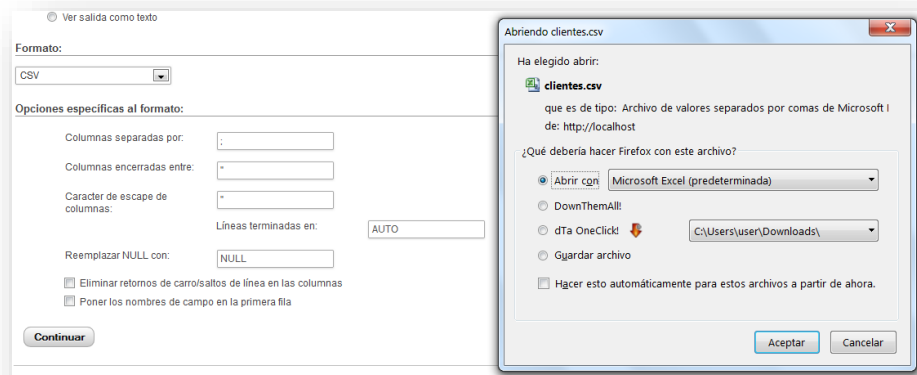 Ver salida como texto
Formato:
CSV
Opciones específicas al formato:
Columnas separadas por: ;
Columnas encerradas entre: "
Caracter de escape de columnas: "
Líneas terminadas en: AUTO
Reemplazar NULL con: NULL
Eliminar retornos de carro/saltos de línea en las columnas
Poner los nombres de campo en la primera fila
Continuar
Abriendo clientes.csv
Ha elegido abrir:
clientes.csv
que es de tipo: Archivo de valores separados por comas de Microsoft I
de: http://localhost
¿Qué debería hacer Firefox con este archivo?
Abrir con Microsoft Excel (predeterminada)
DownThemAll!
dTa OneClick! C:\Users\user\Downloads\
Guardar archivo
Hacer esto automáticamente para estos archivos a partir de ahora.
Aceptar Cancelar